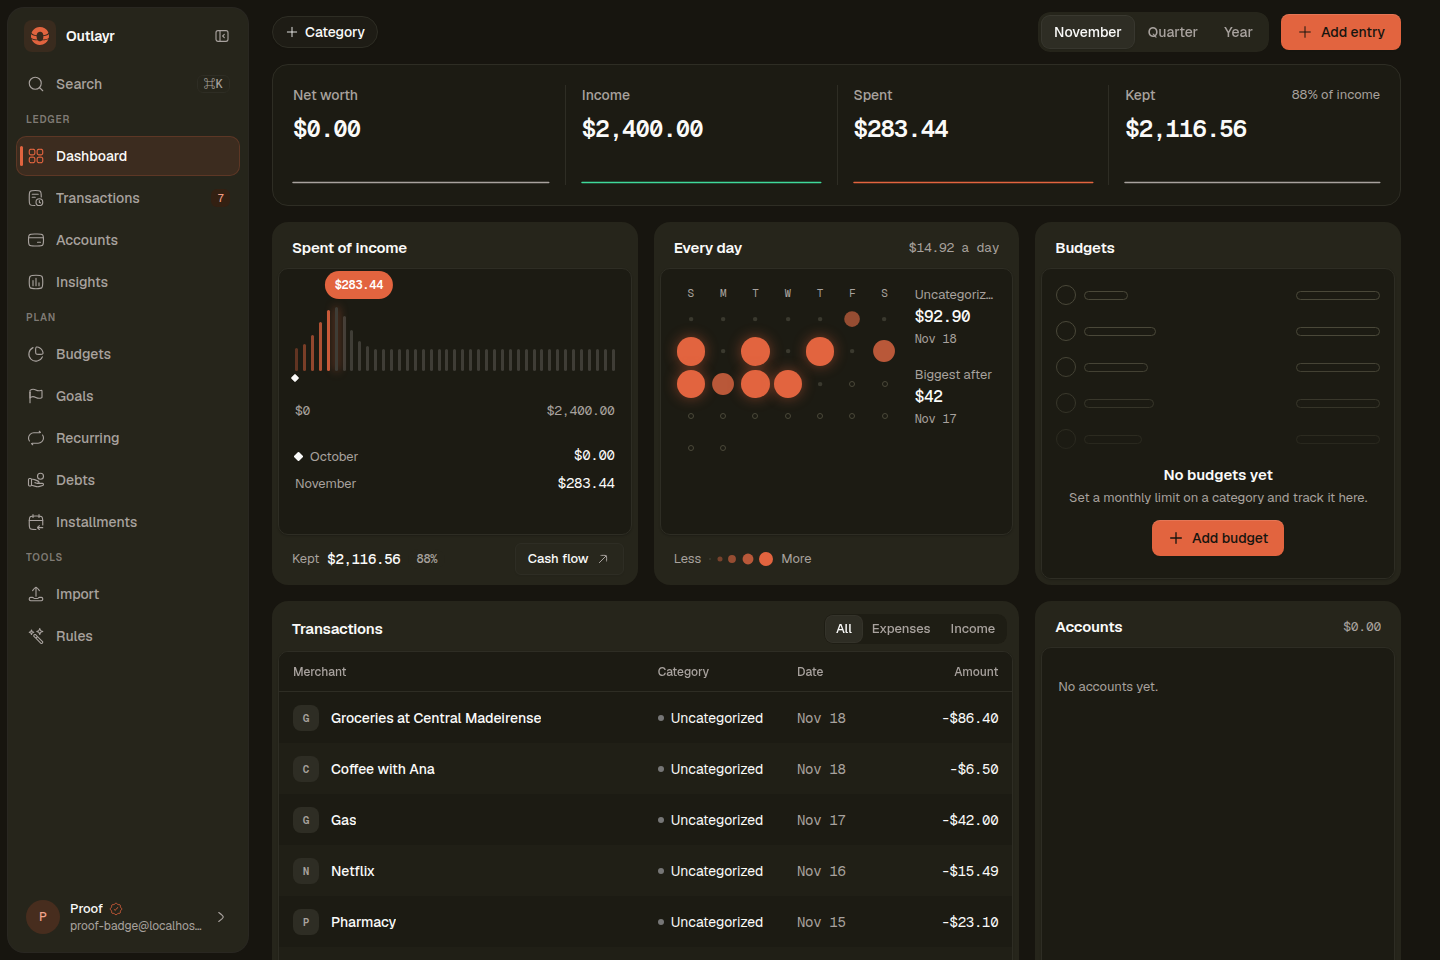 Outlayr
Search ⌘K
LEDGER
Dashboard
Transactions 7
Accounts
Insights
PLAN
Budgets
Goals
Recurring
Debts
Installments
TOOLS
Import
Rules
P
Proof
proof-badge@localhos...
+ Category
November Quarter Year
+ Add entry
Net worth
$0.00
Income
$2,400.00
Spent
$283.44
Kept 88% of income
$2,116.56
Spent of income
$283.44
$0 $2,400.00
October $0.00
November $283.44
Kept $2,116.56 88%
Cash flow
Every day $14.92 a day
S M T W T F S
Uncategoriz...
$92.90
Nov 18
Biggest after
$42
Nov 17
Less More
Budgets
No budgets yet
Set a monthly limit on a category and track it here.
+ Add budget
Transactions
All Expenses Income
Merchant Category Date Amount
G Groceries at Central Madeirense Uncategorized Nov 18 -$86.40
C Coffee with Ana Uncategorized Nov 18 -$6.50
G Gas Uncategorized Nov 17 -$42.00
N Netflix Uncategorized Nov 16 -$15.49
P Pharmacy Uncategorized Nov 15 -$23.10
Accounts $0.00
No accounts yet.